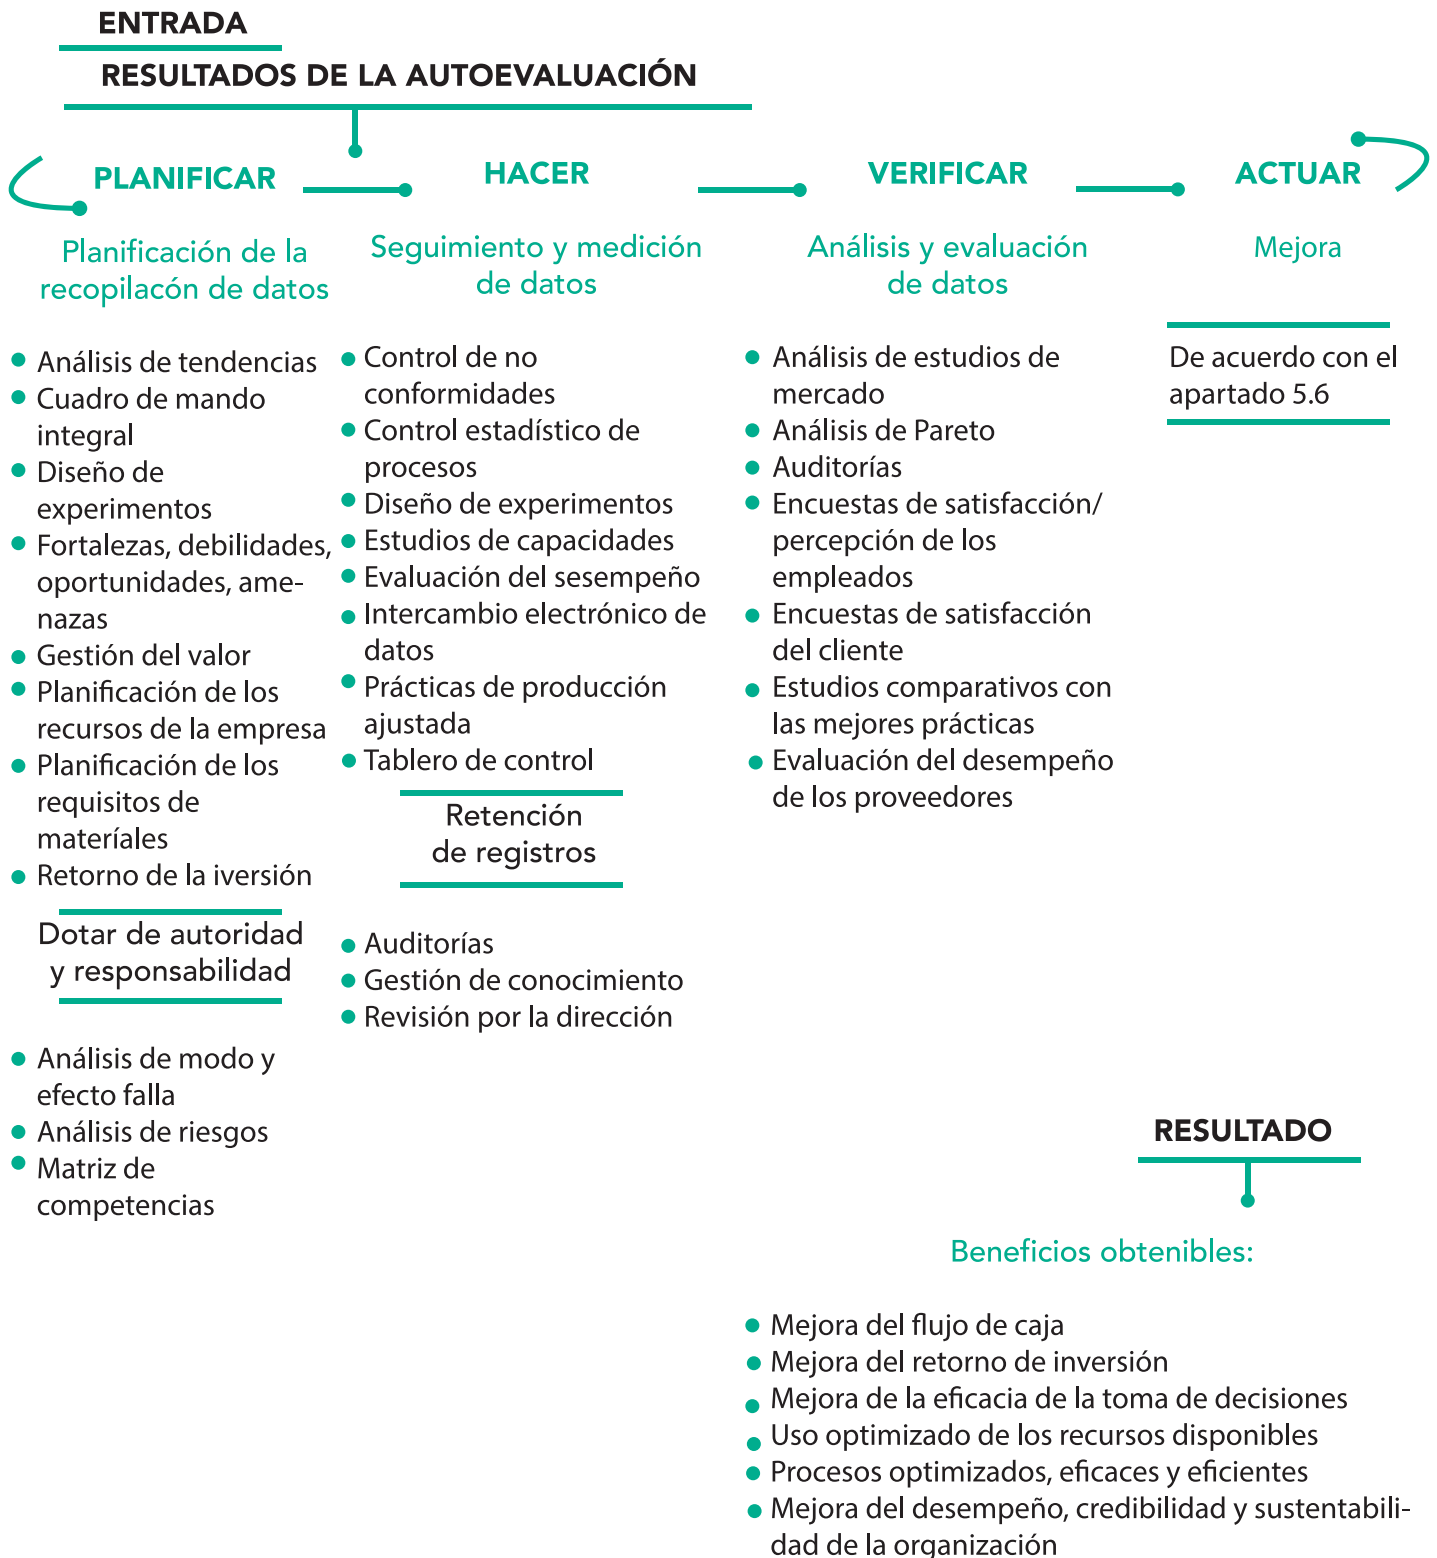 ENTRADA
RESULTADOS DE LA AUTOEVALUACIÓN
PLANIFICAR
Planificación de la
recopilacón de datos
Análisis de tendencias
Cuadro de mando
integral
Diseño de
experimentos
Fortalezas, debilidades,
oportunidades, ame-
nazas
Gestión del valor
Planificación de los
recursos de la empresa
Planificación de los
requisitos de
materíales
Retorno de la iversión
Dotar de autoridad
y responsabilidad
Análisis de modo y
efecto falla
Análisis de riesgos
Matriz de
competencias
HACER
Seguimiento y medición
de datos
Control de no
conformidades
Control estadístico de
procesos
Diseño de experimentos
Estudios de capacidades
Evaluación del sesempeño
Intercambio electrónico de
datos
Prácticas de producción
ajustada
Tablero de control
Retención
de registros
Auditorías
Gestión de conocimiento
Revisión por la dirección
VERIFICAR
Análisis y evaluación
de datos
Análisis de estudios de
mercado
Análisis de Pareto
Auditorías
Encuestas de satisfacción/
percepción de los
empleados
Encuestas de satisfacción
del cliente
Estudios comparativos con
las mejores prácticas
Evaluación del desempeño
de los proveedores
ACTUAR
Mejora
De acuerdo con el
apartado 5.6
RESULTADO
Beneficios obtenibles:
Mejora del flujo de caja
Mejora del retorno de inversión
Mejora de la eficacia de la toma de decisiones
Uso optimizado de los recursos disponibles
Procesos optimizados, eficaces y eficientes
Mejora del desempeño, credibilidad y sustentabili-
dad de la organización